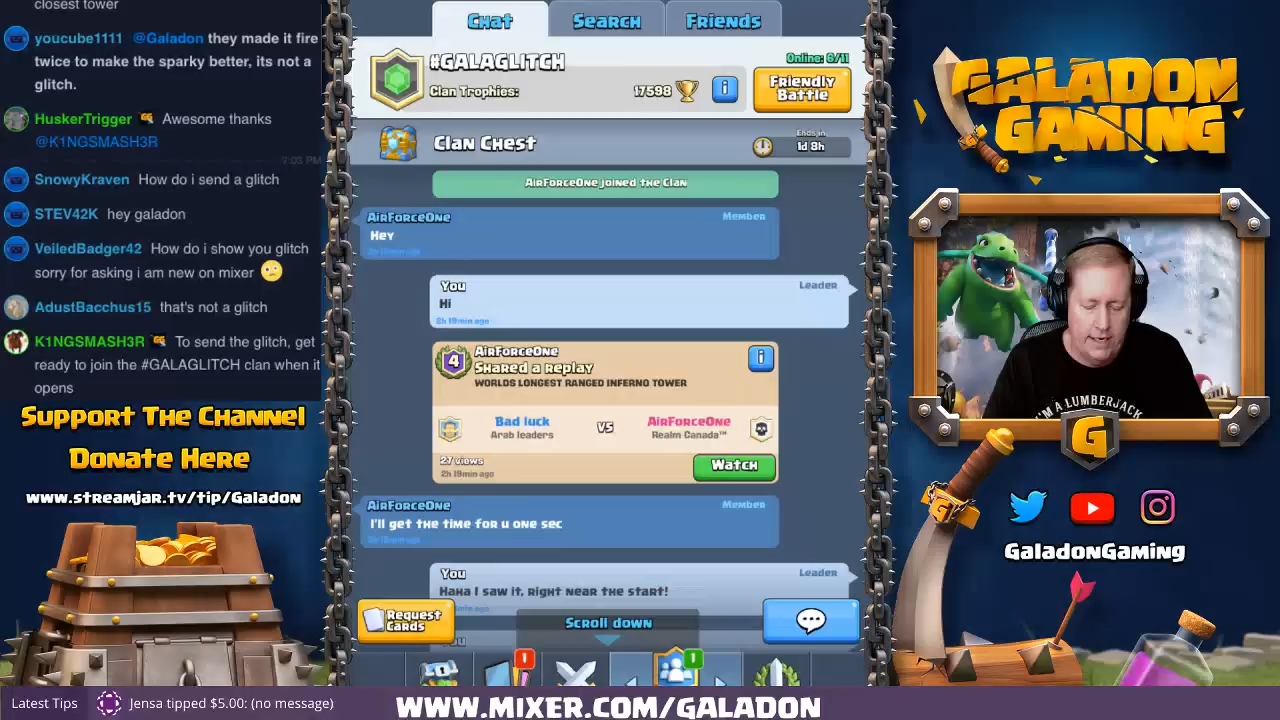 closest tower
youcube1111 @Galadon they made it fire
twice to make the sparky better, its not a
glitch.
HuskerTrigger Awesome thanks
@K1NGSMASH3R
7:03 PM
SnowyKraven How do i send a glitch
STEV42K hey galadon
VeiledBadger42 How do i show you glitch
sorry for asking i am new on mixer
AdustBacchus15 that's not a glitch
K1NGSMASH3R To send the glitch, get
ready to join the #GALAGLITCH clan when it
opens
Support The Channel
Donate Here
www.streamjar.tv/tip/Galadon
Chat
Search
Friends
#GALAGLITCH
Online: 6/11
Clan Trophies:
17598
i
Friendly
Battle
Clan Chest
Ends in
1d 8h
AirForceOne joined the Clan
AirForceOne
Member
Hey
You
Leader
Hi
2h 19min ago
4
AirForceOne
Shared a replay
i
WORLDS LONGEST RANGED INFERNO TOWER
Bad luck
Arab leaders
VS
AirForceOne
Realm Canada™
27 views
2h 19min ago
Watch
AirForceOne
Member
I'll get the time for u one sec
You
Leader
Haha I saw it, right near the start!
You
Request
Cards
Scroll down
1
1
GALADON
GAMING
I'M A LUMBERJACK
G
GaladonGaming
Latest Tips
Jensa tipped $5.00: (no message)
WWW.MIXER.COM/GALADON